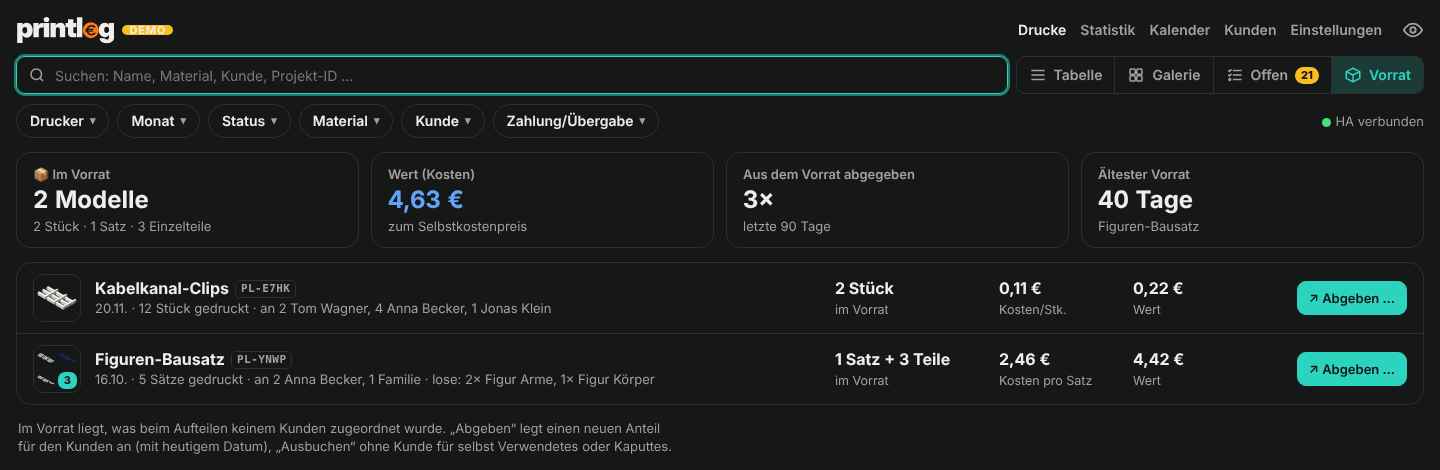 printl€g DEMO
Drucke Statistik Kalender Kunden Einstellungen
Suchen: Name, Material, Kunde, Projekt-ID ...
Tabelle Galerie Offen 21 Vorrat
Drucker ▾ Monat ▾ Status ▾ Material ▾ Kunde ▾ Zahlung/Übergabe ▾
HA verbunden
📦 Im Vorrat
2 Modelle
2 Stück · 1 Satz · 3 Einzelteile
Wert (Kosten)
4,63 €
zum Selbstkostenpreis
Aus dem Vorrat abgegeben
3×
letzte 90 Tage
Ältester Vorrat
40 Tage
Figuren-Bausatz
Kabelkanal-Clips PL-E7HK
20.11. · 12 Stück gedruckt · an 2 Tom Wagner, 4 Anna Becker, 1 Jonas Klein
2 Stück
im Vorrat
0,11 €
Kosten/Stk.
0,22 €
Wert
↗ Abgeben ...
3
Figuren-Bausatz PL-YNWP
16.10. · 5 Sätze gedruckt · an 2 Anna Becker, 1 Familie · lose: 2× Figur Arme, 1× Figur Körper
1 Satz + 3 Teile
im Vorrat
2,46 €
Kosten pro Satz
4,42 €
Wert
↗ Abgeben ...
Im Vorrat liegt, was beim Aufteilen keinem Kunden zugeordnet wurde. „Abgeben“ legt einen neuen Anteil
für den Kunden an (mit heutigem Datum), „Ausbuchen“ ohne Kunde für selbst Verwendetes oder Kaputtes.